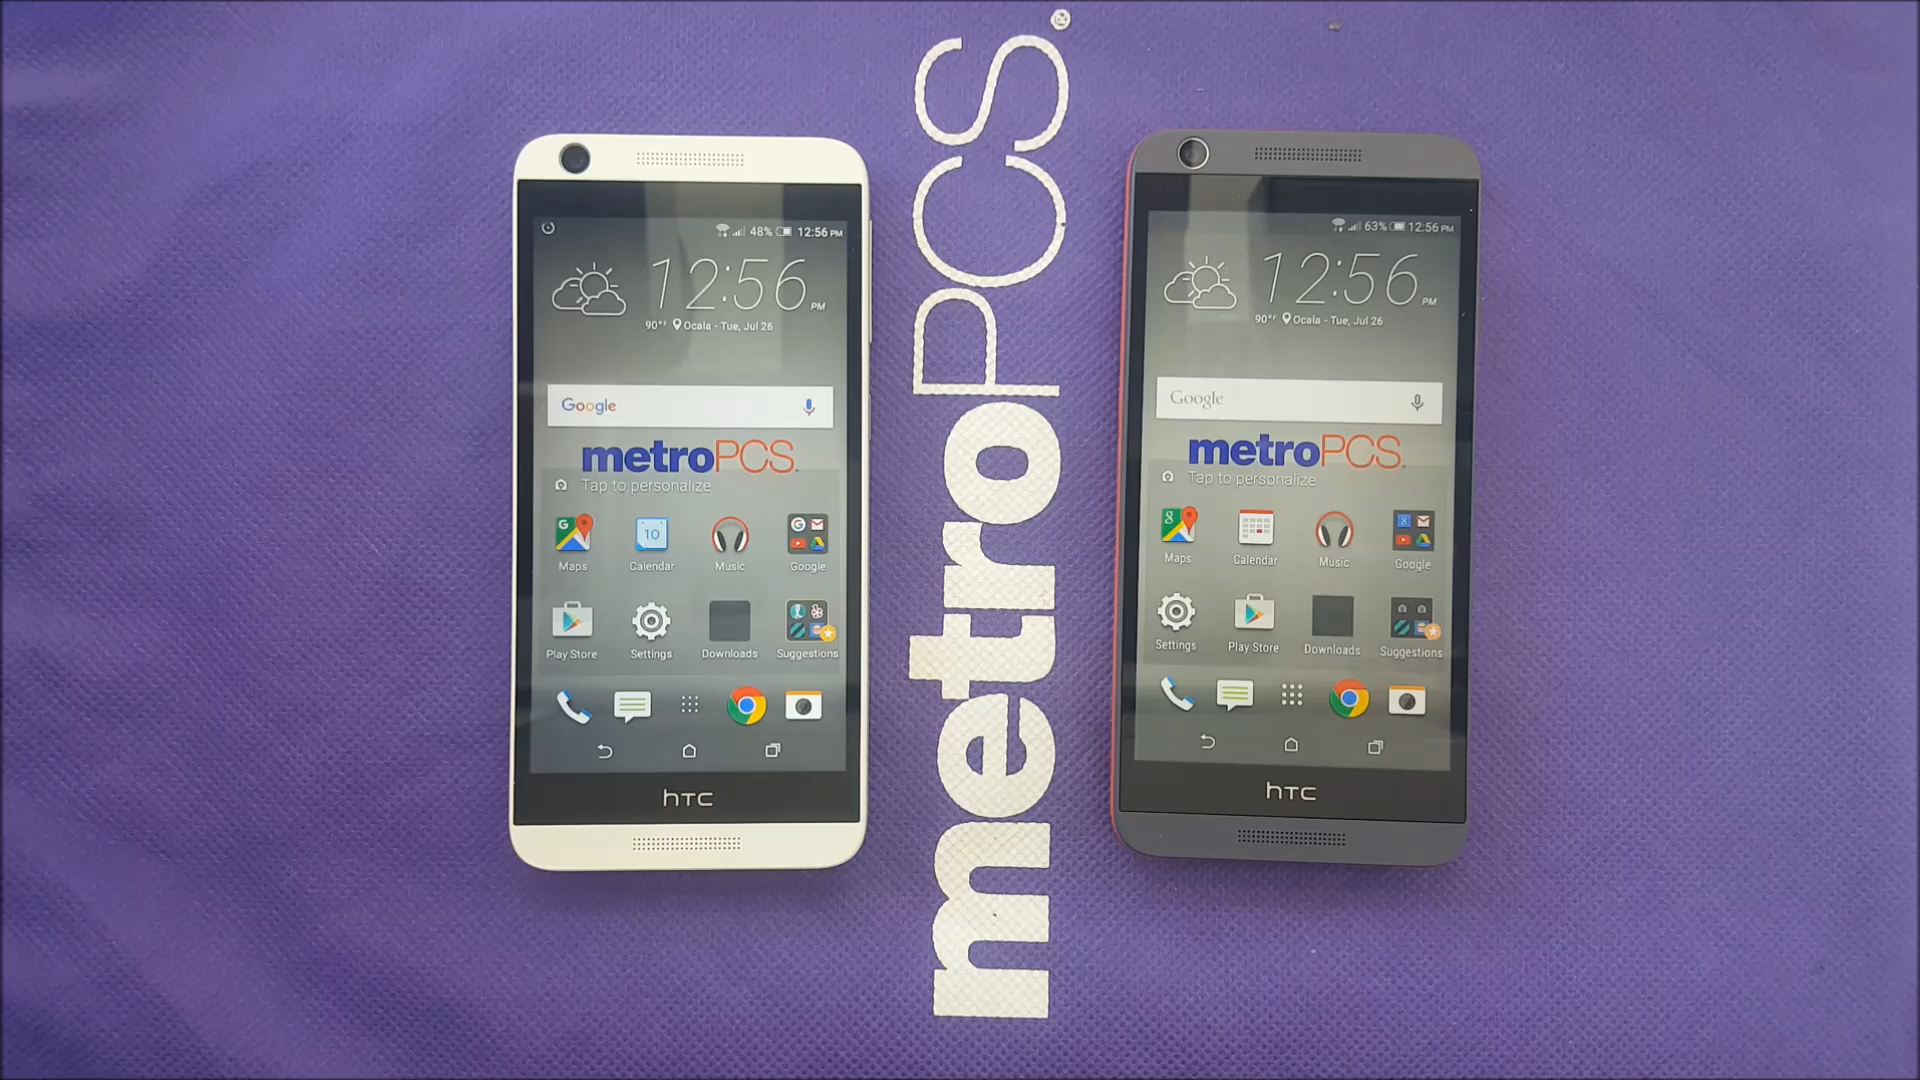 metroPCS®
48% 12:56 PM
12:56 PM
90°F Ocala - Tue, Jul 26
Google
metroPCS.
Tap to personalize
10
Maps Calendar Music Google
Play Store Settings Downloads Suggestions
hTC
63% 12:56 PM
12:56 PM
90°F Ocala - Tue, Jul 26
Google
metroPCS.
Tap to personalize
Maps Calendar Music Google
Settings Play Store Downloads Suggestions
hTC